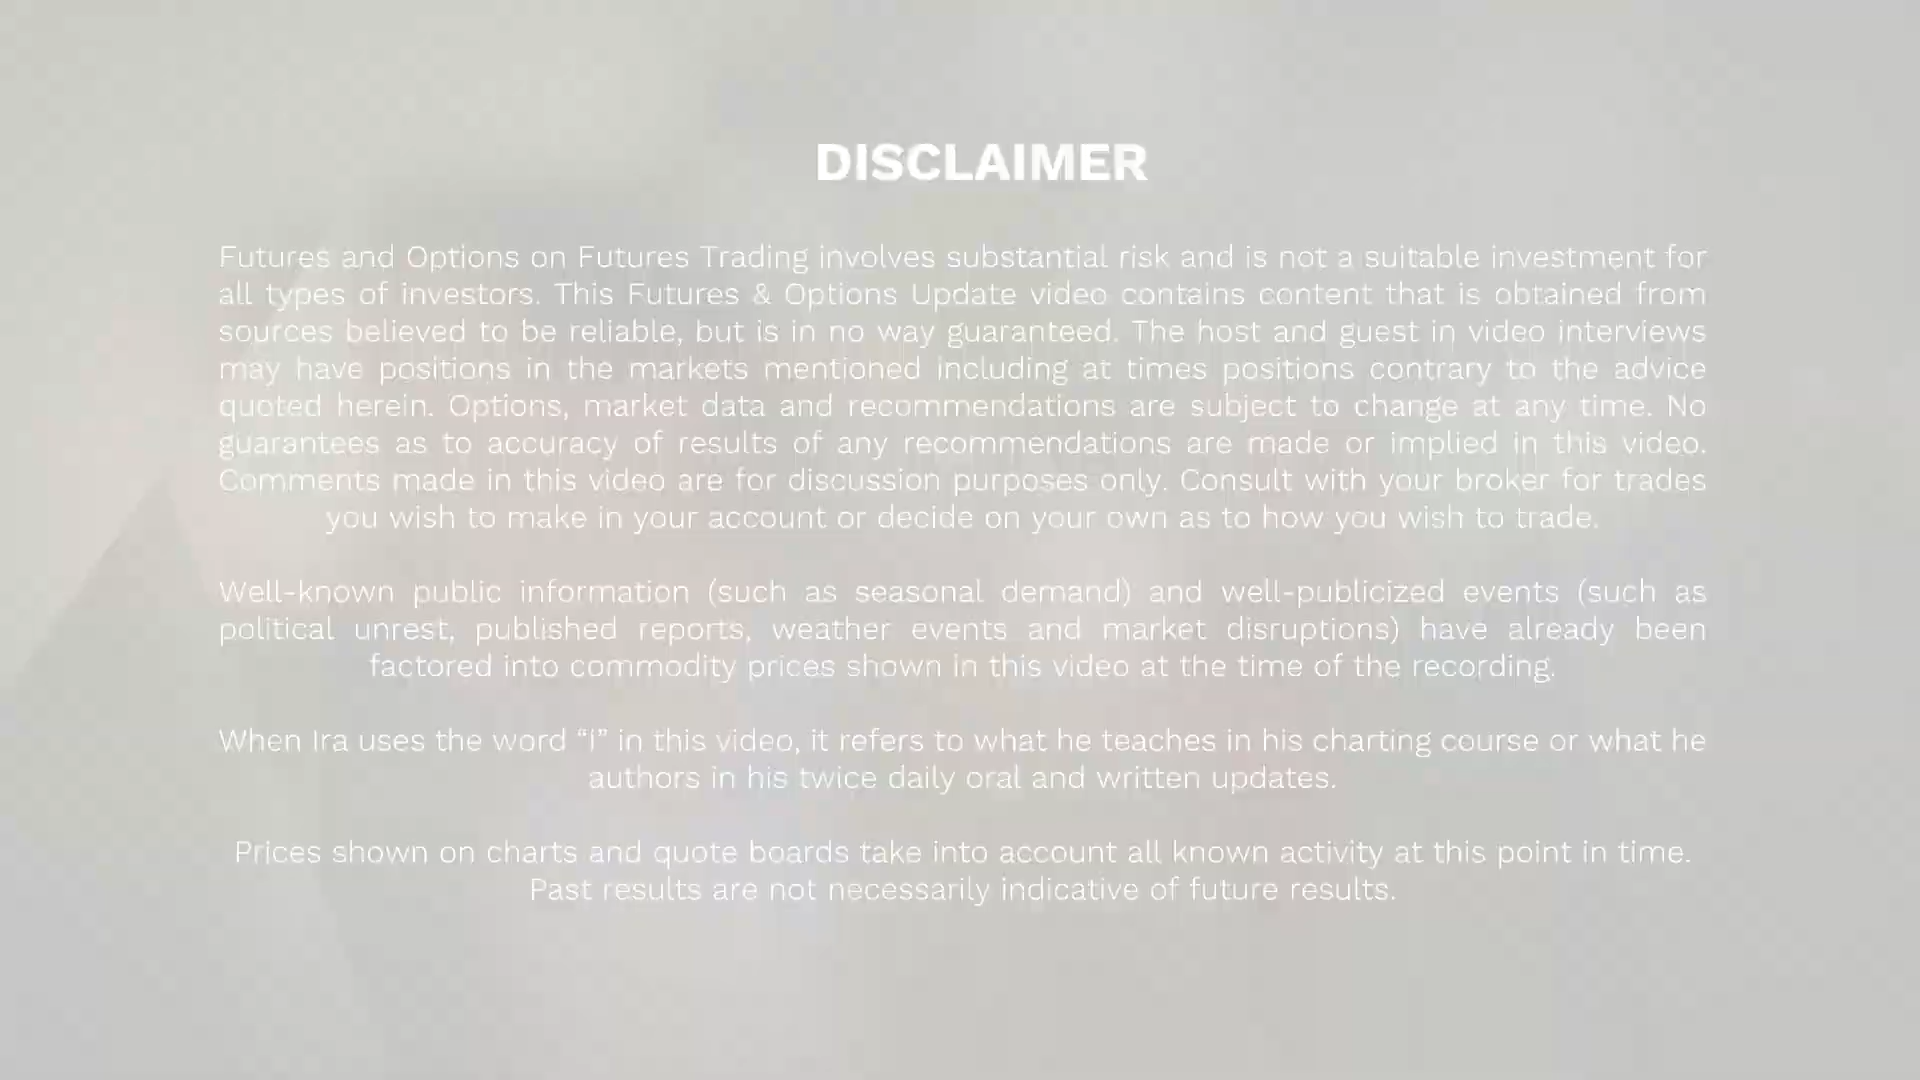 DISCLAIMER
Futures and Options on Futures Trading involves substantial risk and is not a suitable investment for
all types of investors. This Futures & Options Update video contains content that is obtained from
sources believed to be reliable, but is in no way guaranteed. The host and guest in video interviews
may have positions in the markets mentioned including at times positions contrary to the advice
quoted herein. Options, market data and recommendations are subject to change at any time. No
guarantees as to accuracy of results of any recommendations are made or implied in this video.
Comments made in this video are for discussion purposes only. Consult with your broker for trades
you wish to make in your account or decide on your own as to how you wish to trade.
Well-known public information (such as seasonal demand) and well-publicized events (such as
political unrest, published reports, weather events and market disruptions) have already been
factored into commodity prices shown in this video at the time of the recording.
When Ira uses the word “I” in this video, it refers to what he teaches in his charting course or what he
authors in his twice daily oral and written updates.
Prices shown on charts and quote boards take into account all known activity at this point in time.
Past results are not necessarily indicative of future results.